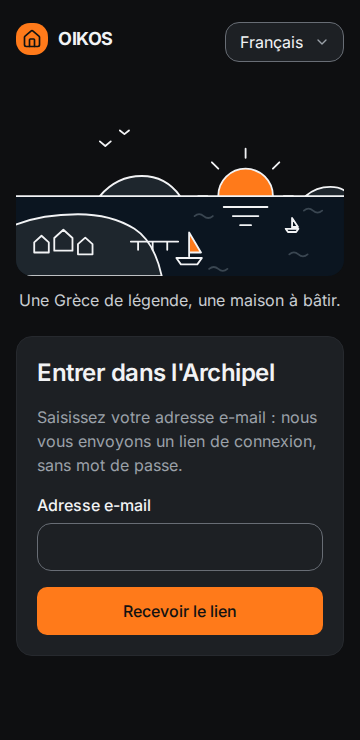 OIKOS
Français
Une Grèce de légende, une maison à bâtir.
Entrer dans l'Archipel
Saisissez votre adresse e-mail : nous
vous envoyons un lien de connexion,
sans mot de passe.
Adresse e-mail
Recevoir le lien